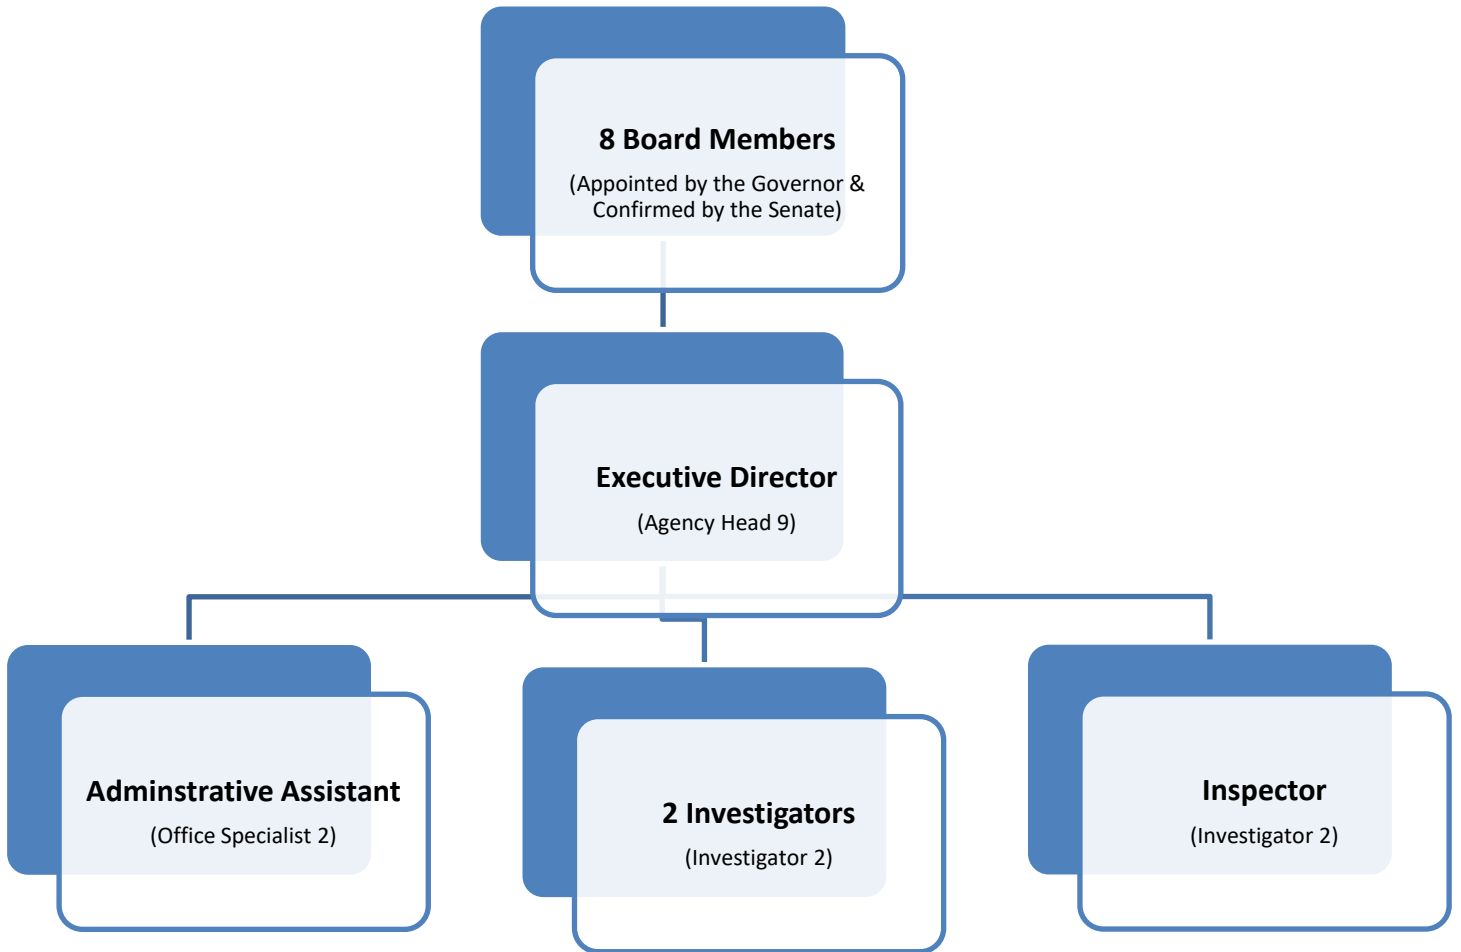 8 Board Members
(Appointed by the Governor &
Confirmed by the Senate)
Executive Director
(Agency Head 9)
Adminstrative Assistant
(Office Specialist 2)
2 Investigators
(Investigator 2)
Inspector
(Investigator 2)